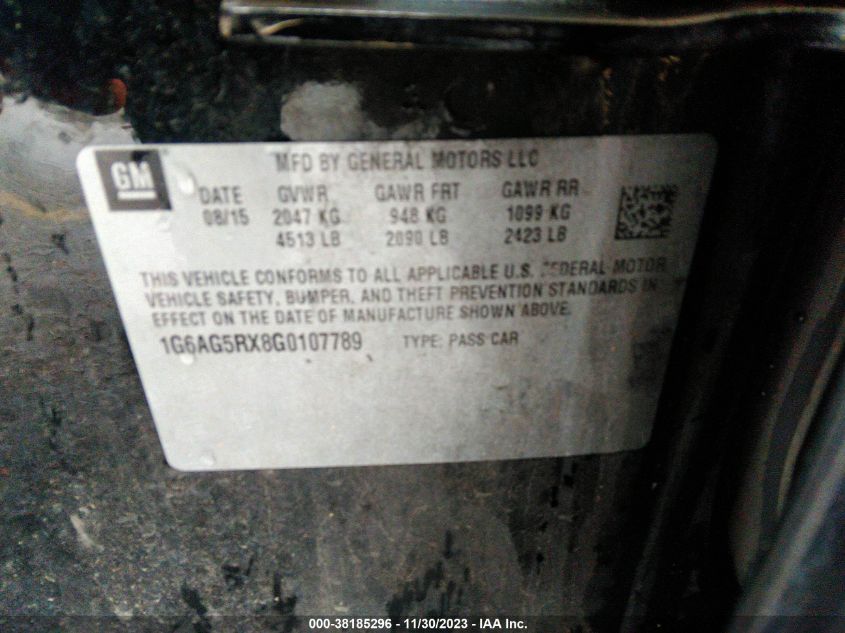 GM
MFD BY GENERAL MOTORS LLC
DATE GVWR GAWR FRT GAWR RR
08/15 2047 KG 948 KG 1099 KG
4513 LB 2090 LB 2423 LB
THIS VEHICLE CONFORMS TO ALL APPLICABLE U.S. FEDERAL MOTOR
VEHICLE SAFETY, BUMPER, AND THEFT PREVENTION STANDARDS IN
EFFECT ON THE DATE OF MANUFACTURE SHOWN ABOVE.
1G6AG5RX8G0107789 TYPE: PASS CAR
000-38185296 - 11/30/2023 - IAA Inc.